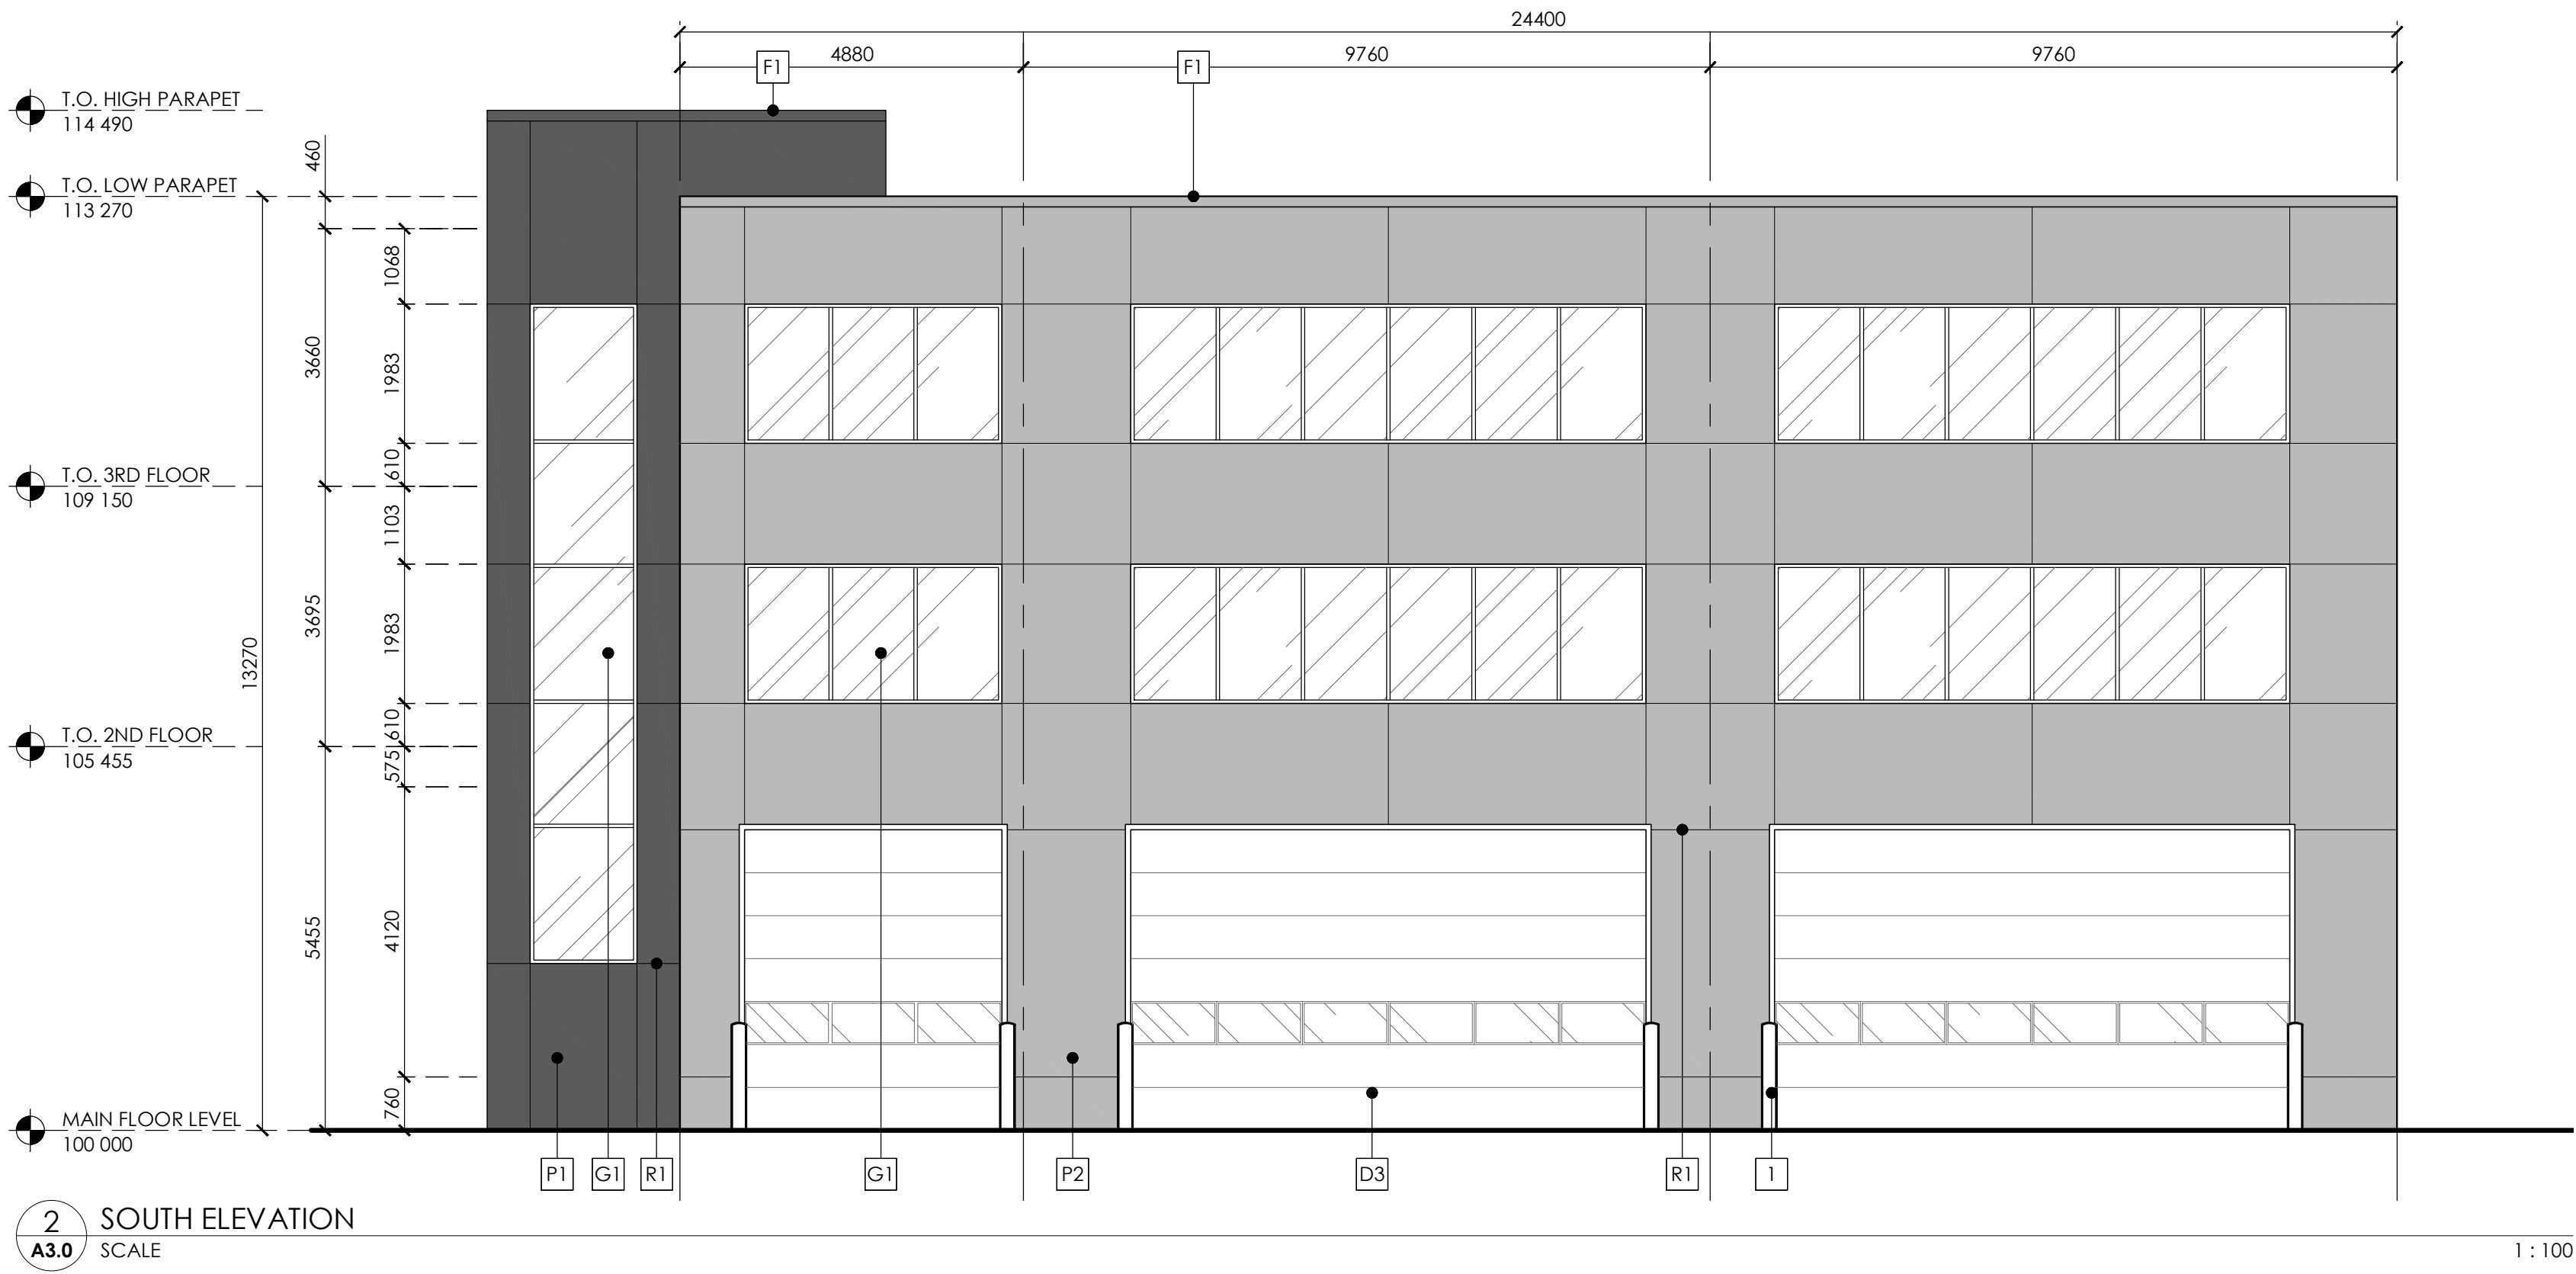 24400
4880
9760
9760
F1
F1
T.O. HIGH PARAPET
114 490
T.O. LOW PARAPET
113 270
T.O. 3RD FLOOR
109 150
T.O. 2ND FLOOR
105 455
MAIN FLOOR LEVEL
100 000
13270
460
3660
3695
5455
1068
1983
610
1103
1983
610
575
4120
760
P1
G1
R1
G1
P2
D3
R1
1
2
A3.0
SOUTH ELEVATION
SCALE
1 : 100